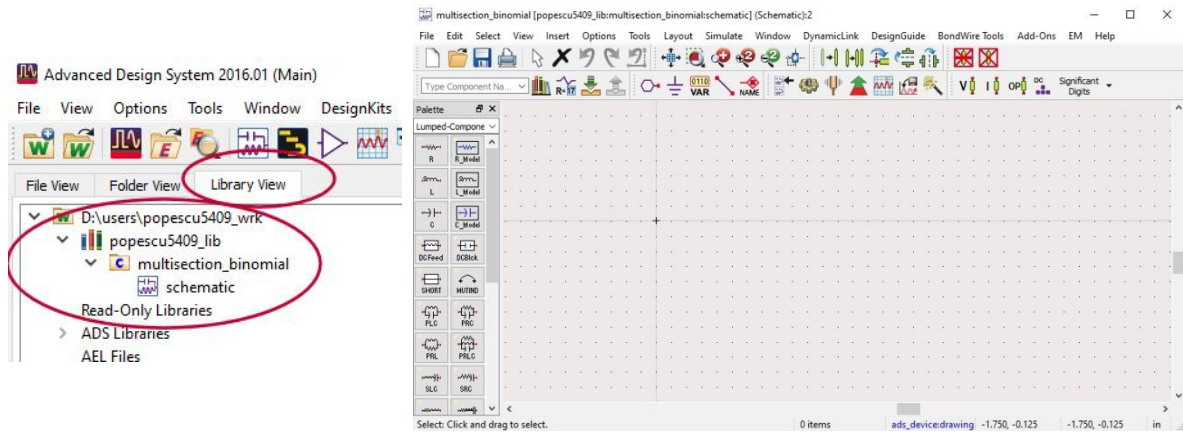 Advanced Design System 2016.01 (Main)
File View Options Tools Window DesignKits
File View Folder View Library View
D:\users\popescu5409_wrk
popescu5409_lib
multisection_binomial
schematic
Read-Only Libraries
ADS Libraries
AEL Files
multisection_binomial [popescu5409_lib:multisection_binomial:schematic] (Schematic):2
File Edit Select View Insert Options Tools Layout Simulate Window DynamicLink DesignGuide BondWire Tools Add-Ons EM Help
Type Component Na... VAR NAME Significant Digits
Palette
Lumped-Compone
R R_Model
L L_Model
C C_Model
DCFeed DCBlck
SHORT MUTIND
PLC PRC
PRL PRLC
SLC SRC
Select: Click and drag to select. 0 items ads_device:drawing -1.750, -0.125 -1.750, -0.125 in